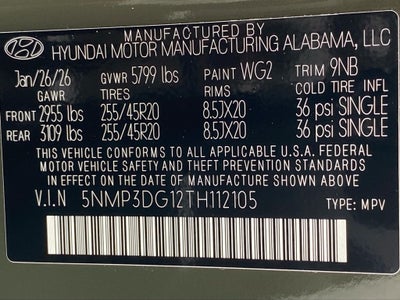 MANUFACTURED BY
HYUNDAI MOTOR MANUFACTURING ALABAMA, LLC
Jan/26/26 GVWR 5799 lbs PAINT WG2 TRIM 9NB
GAWR TIRES RIMS COLD TIRE INFL
FRONT 2955 lbs 255/45R20 8.5JX20 36 psi SINGLE
REAR 3109 lbs 255/45R20 8.5JX20 36 psi SINGLE
THIS VEHICLE CONFORMS TO ALL APPLICABLE U.S.A. FEDERAL
MOTOR VEHICLE SAFETY AND THEFT PREVENTION STANDARDS
IN EFFECT ON THE DATE OF MANUFACTURE SHOWN ABOVE.
V.I.N 5NMP3DG12TH112105 TYPE: MPV